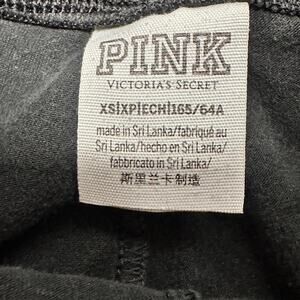 PINK
VICTORIA'S SECRET
XS|XP|ECH|165/64A
made in Sri Lanka/fabriqué au
Sri Lanka/hecho en Sri Lanka/
fabbricato in Sri Lanka/
斯里兰卡制造